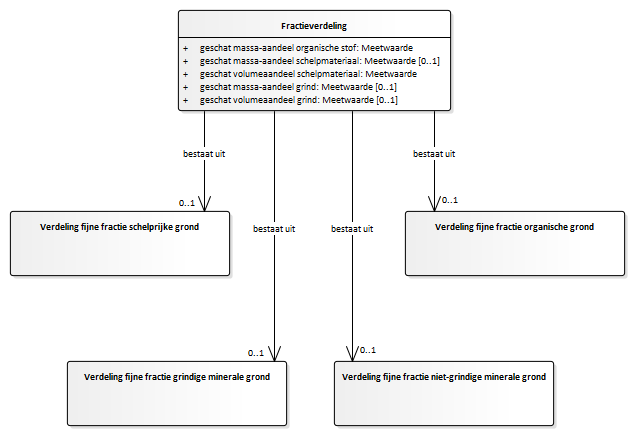 Fractieverdeling
+ geschat massa-aandeel organische stof: Meetwaarde
+ geschat massa-aandeel schelpmateriaal: Meetwaarde [0..1]
+ geschat volumeaandeel schelpmateriaal: Meetwaarde
+ geschat massa-aandeel grind: Meetwaarde [0..1]
+ geschat volumeaandeel grind: Meetwaarde [0..1]
bestaat uit
bestaat uit
0..1
0..1
Verdeling fijne fractie schelprijke grond
Verdeling fijne fractie organische grond
bestaat uit
bestaat uit
0..1
0..1
Verdeling fijne fractie grindige minerale grond
Verdeling fijne fractie niet-grindige minerale grond